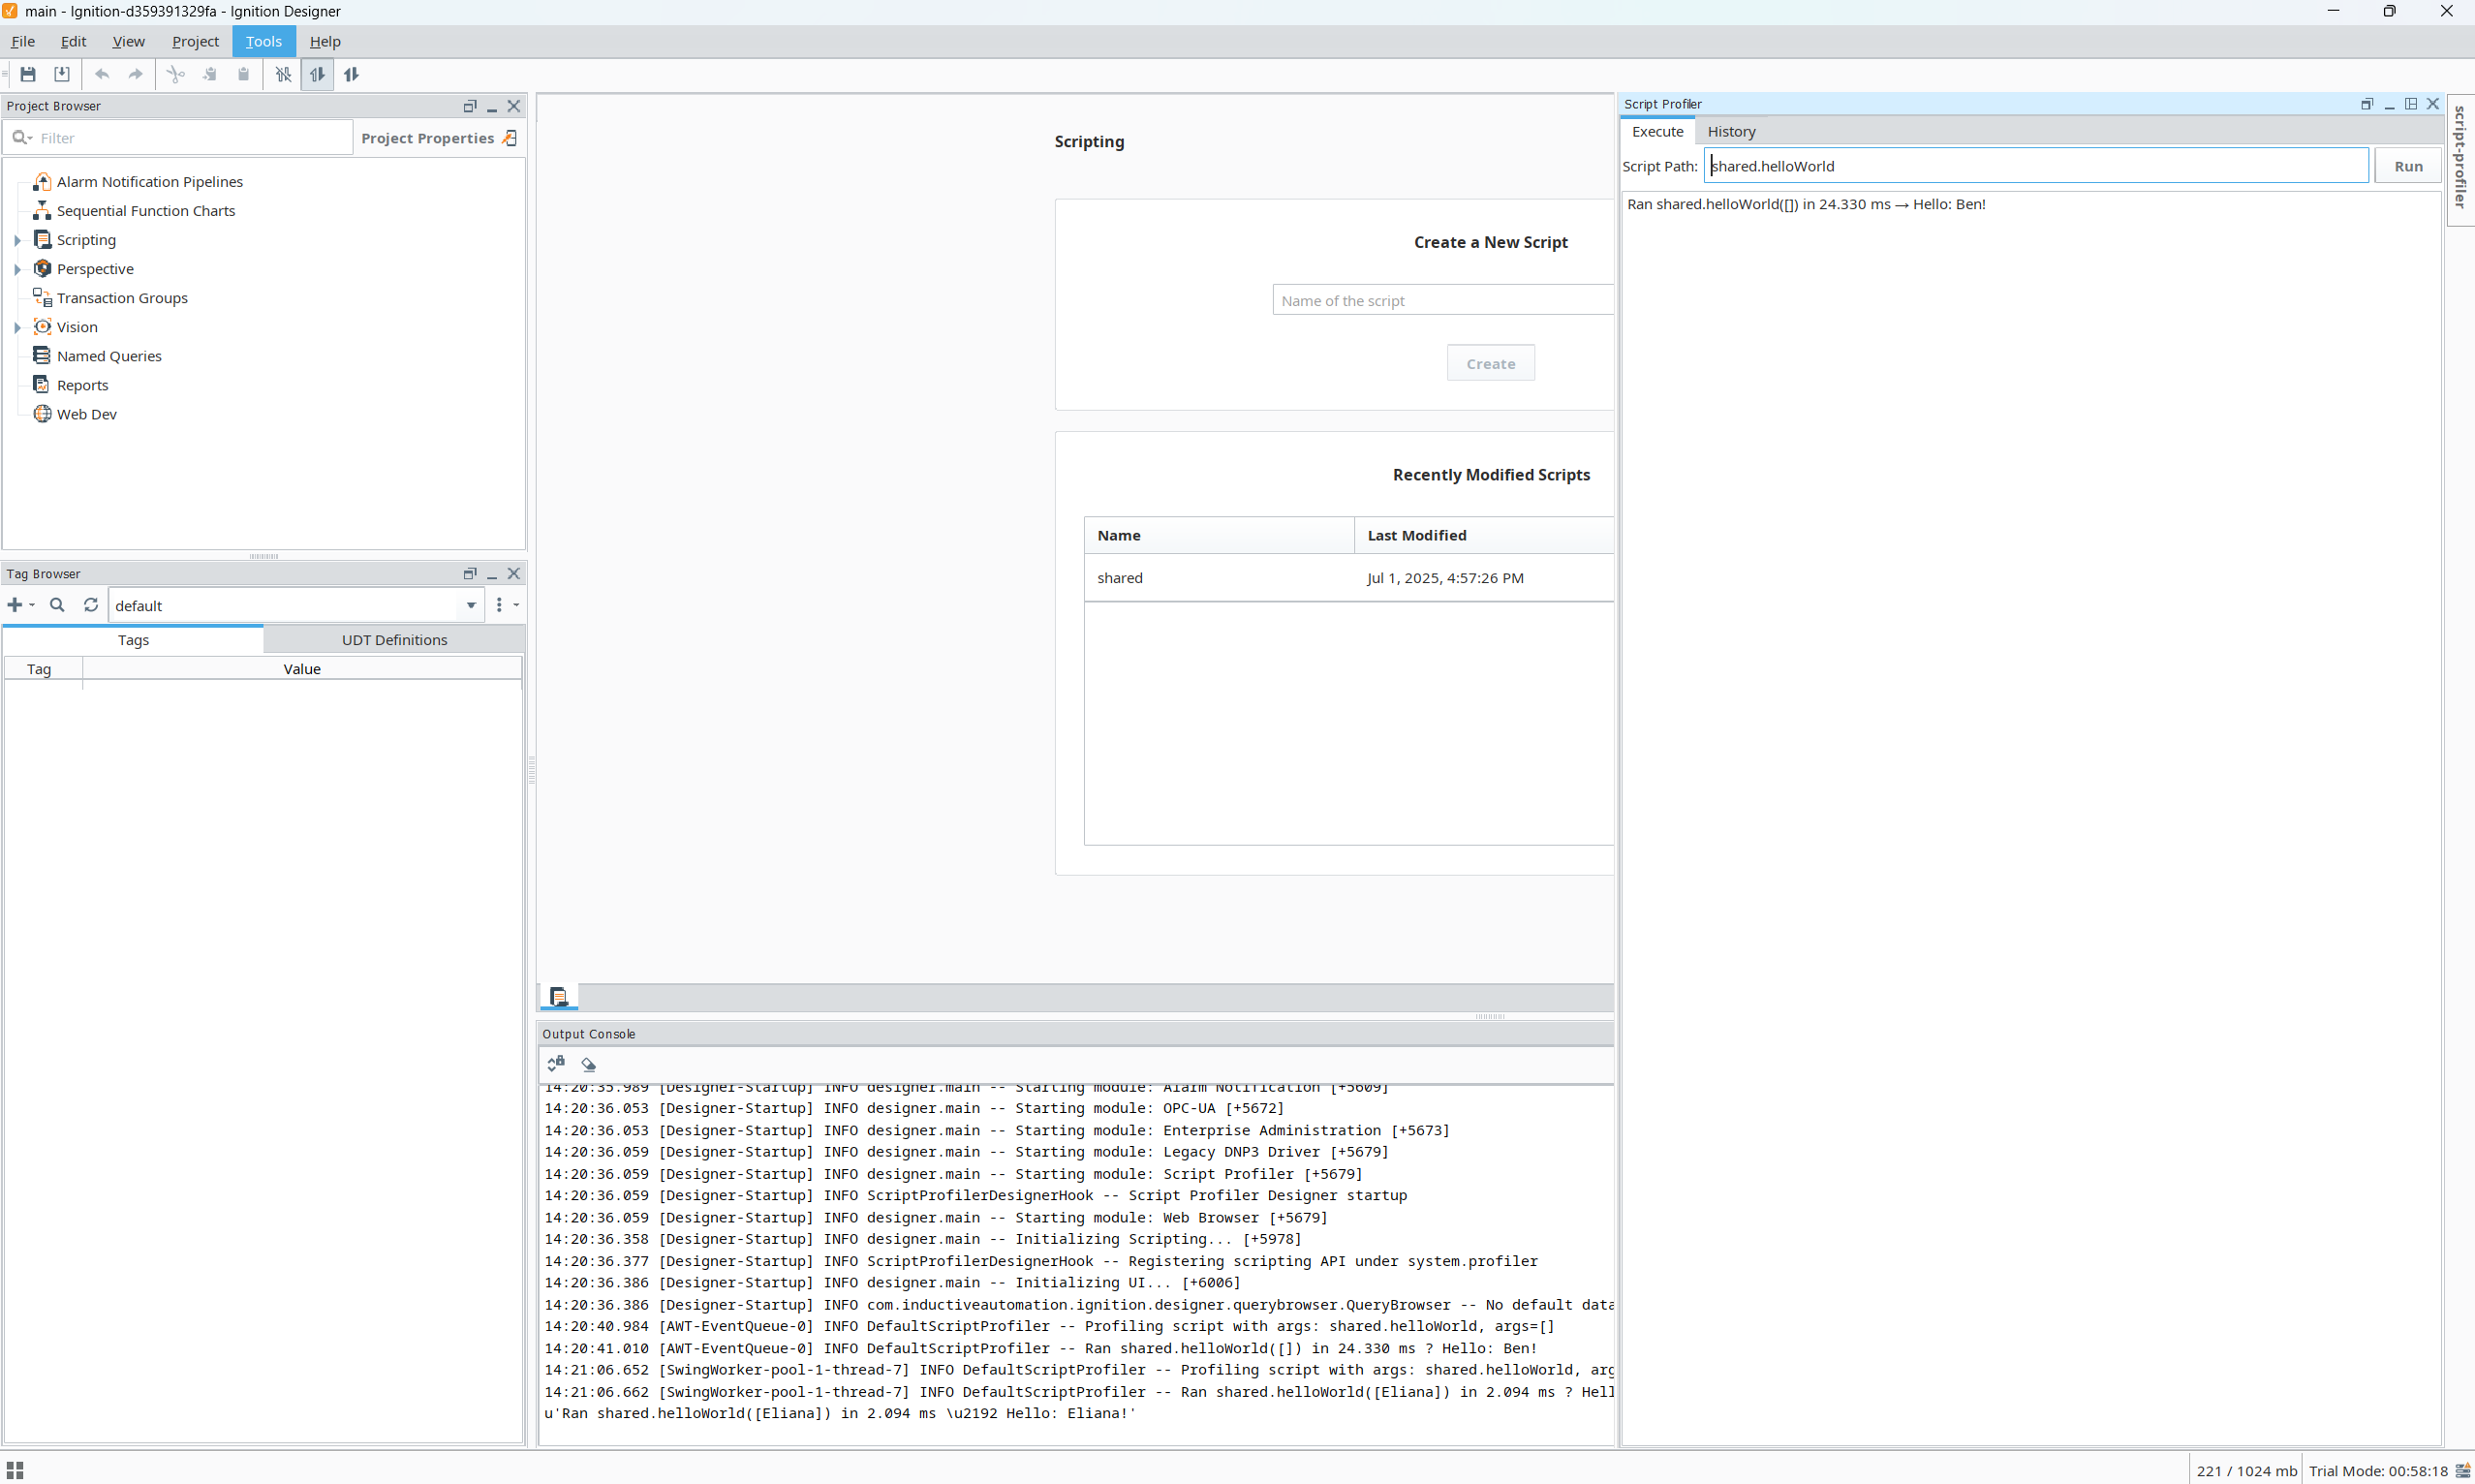 main - Ignition-d359391329fa - Ignition Designer
File Edit View Project Tools Help
Project Browser
Filter
Project Properties
Alarm Notification Pipelines
Sequential Function Charts
Scripting
Perspective
Transaction Groups
Vision
Named Queries
Reports
Web Dev
Tag Browser
default
Tags UDT Definitions
Tag Value
Scripting
Create a New Script
Name of the script
Create
Recently Modified Scripts
Name Last Modified
shared Jul 1, 2025, 4:57:26 PM
Output Console
14:20:35.989 [Designer-Startup] INFO designer.main -- Starting module: Alarm Notification [+5609]
14:20:36.053 [Designer-Startup] INFO designer.main -- Starting module: OPC-UA [+5672]
14:20:36.053 [Designer-Startup] INFO designer.main -- Starting module: Enterprise Administration [+5673]
14:20:36.059 [Designer-Startup] INFO designer.main -- Starting module: Legacy DNP3 Driver [+5679]
14:20:36.059 [Designer-Startup] INFO designer.main -- Starting module: Script Profiler [+5679]
14:20:36.059 [Designer-Startup] INFO ScriptProfilerDesignerHook -- Script Profiler Designer startup
14:20:36.059 [Designer-Startup] INFO designer.main -- Starting module: Web Browser [+5679]
14:20:36.358 [Designer-Startup] INFO designer.main -- Initializing Scripting... [+5978]
14:20:36.377 [Designer-Startup] INFO ScriptProfilerDesignerHook -- Registering scripting API under system.profiler
14:20:36.386 [Designer-Startup] INFO designer.main -- Initializing UI... [+6006]
14:20:36.386 [Designer-Startup] INFO com.inductiveautomation.ignition.designer.querybrowser.QueryBrowser -- No default data
14:20:40.984 [AWT-EventQueue-0] INFO DefaultScriptProfiler -- Profiling script with args: shared.helloWorld, args=[]
14:20:41.010 [AWT-EventQueue-0] INFO DefaultScriptProfiler -- Ran shared.helloWorld([]) in 24.330 ms ? Hello: Ben!
14:21:06.652 [SwingWorker-pool-1-thread-7] INFO DefaultScriptProfiler -- Profiling script with args: shared.helloWorld, arg
14:21:06.662 [SwingWorker-pool-1-thread-7] INFO DefaultScriptProfiler -- Ran shared.helloWorld([Eliana]) in 2.094 ms ? Hell
u'Ran shared.helloWorld([Eliana]) in 2.094 ms \u2192 Hello: Eliana!'
Script Profiler
Execute History
Script Path: shared.helloWorld Run
Ran shared.helloWorld([]) in 24.330 ms → Hello: Ben!
script-profiler
221 / 1024 mb Trial Mode: 00:58:18